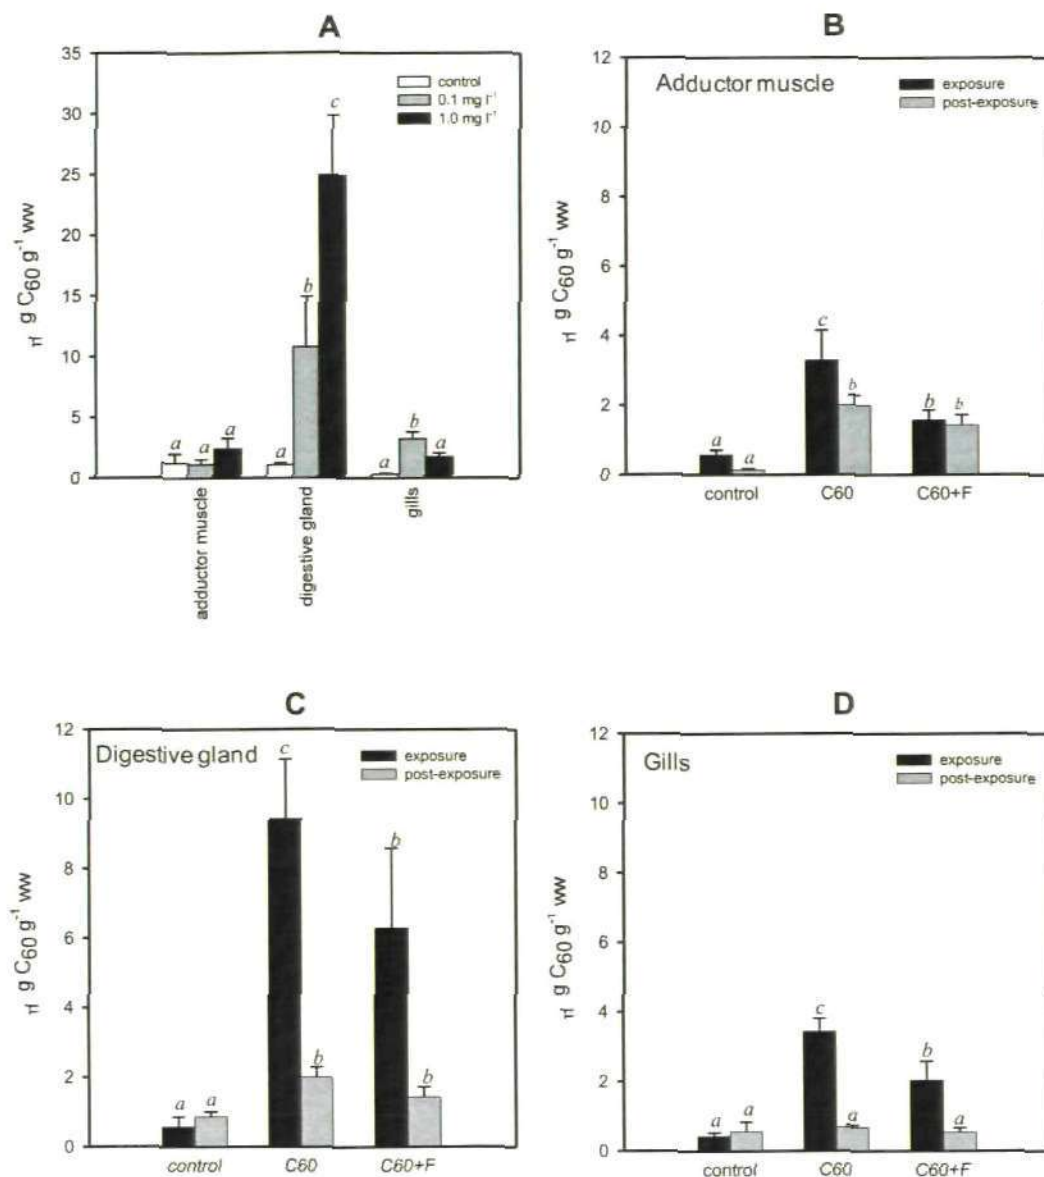 A
35
30
25
20
15
10
5
0
g C60 g-1 ww
control
0.1 mg l-1
1.0 mg l-1
a
a
a
a
b
c
a
b
a
adductor muscle
digestive gland
gills
B
Adductor muscle
exposure
post-exposure
12
10
8
6
4
2
0
g C60 g-1 ww
a
a
c
b
b
b
control
C60
C60+F
C
Digestive gland
exposure
post-exposure
12
10
8
6
4
2
0
g C60 g-1 ww
a
a
c
b
b
b
control
C60
C60+F
D
Gills
exposure
post-exposure
12
10
8
6
4
2
0
g C60 g-1 ww
a
a
c
a
b
a
control
C60
C60+F